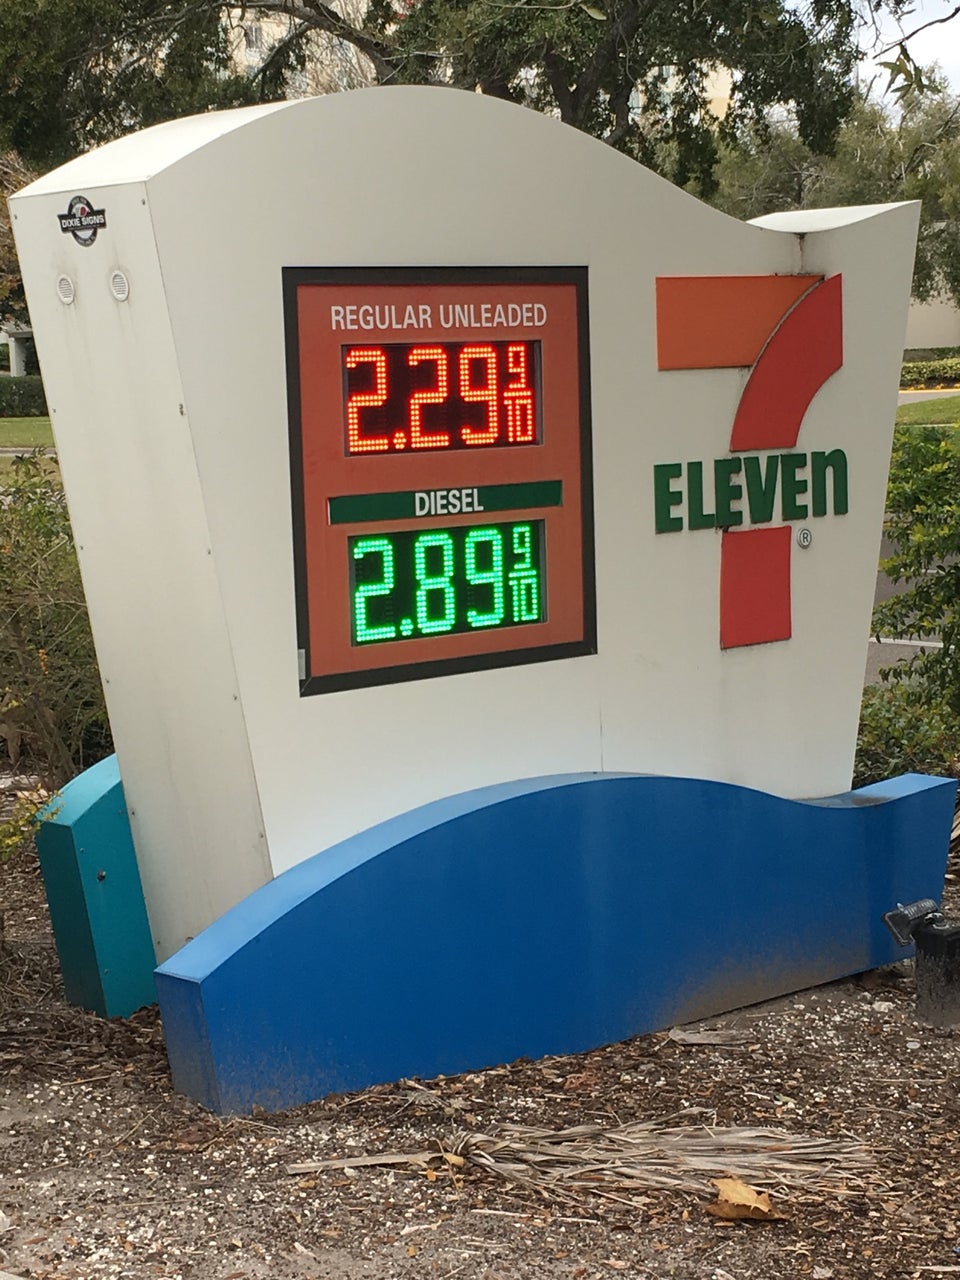 DIXIE SIGNS
REGULAR UNLEADED
2.29 9/10
DIESEL
2.89 9/10
7
ELEVEn
®